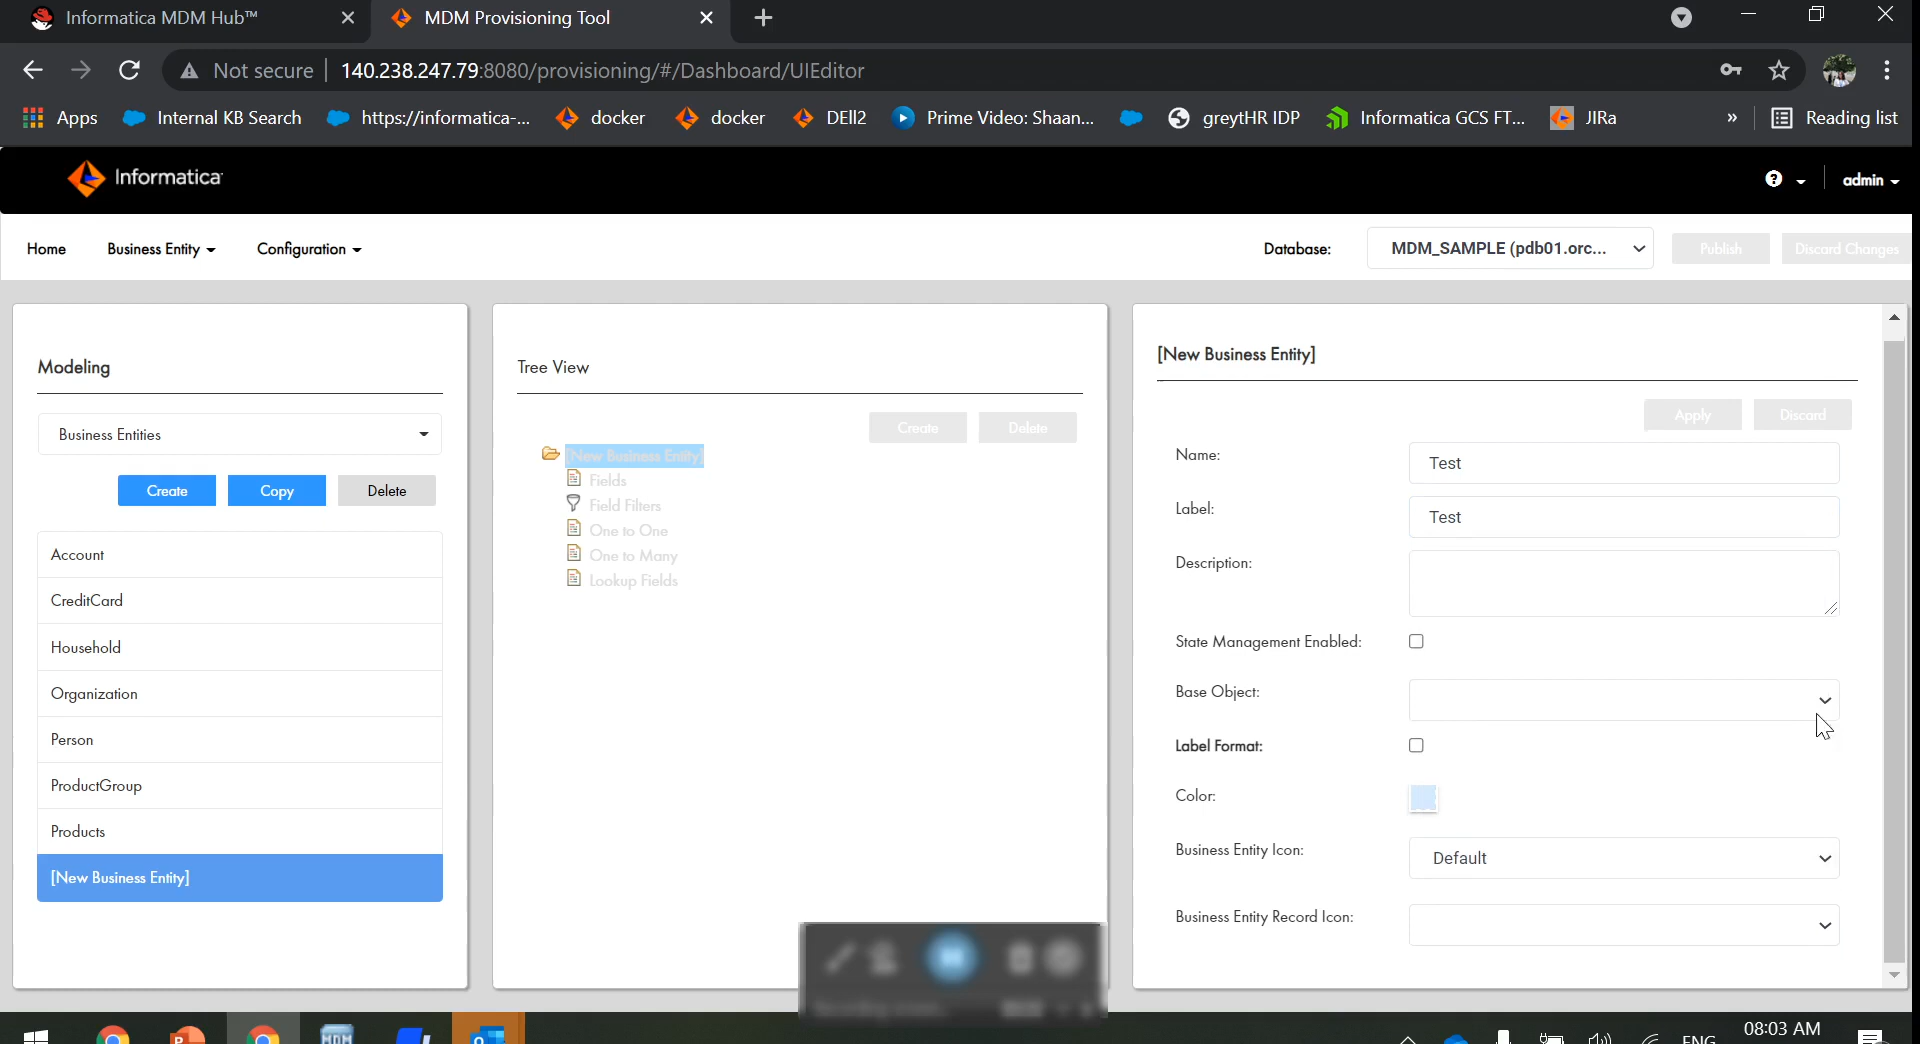 Informatica MDM Hub™
MDM Provisioning Tool
Not secure
140.238.247.79:8080/provisioning/#/Dashboard/UIEditor
Apps
Internal KB Search
https://informatica-...
docker
docker
DEll2
Prime Video: Shaan...
greytHR IDP
Informatica GCS FT...
JIRa
»
Reading list
Informatica
admin
Home
Business Entity
Configuration
Database:
MDM_SAMPLE (pdb01.orc...
Publish
Discard Changes
Modeling
Business Entities
Create
Copy
Delete
Account
CreditCard
Household
Organization
Person
ProductGroup
Products
[New Business Entity]
Tree View
Create
Delete
[New Business Entity]
Fields
Field Filters
One to One
One to Many
Lookup Fields
[New Business Entity]
Apply
Discard
Name:
Test
Label:
Test
Description:
State Management Enabled:
Base Object:
Label Format:
Color:
Business Entity Icon:
Default
Business Entity Record Icon:
MDM
ENG
08:03 AM